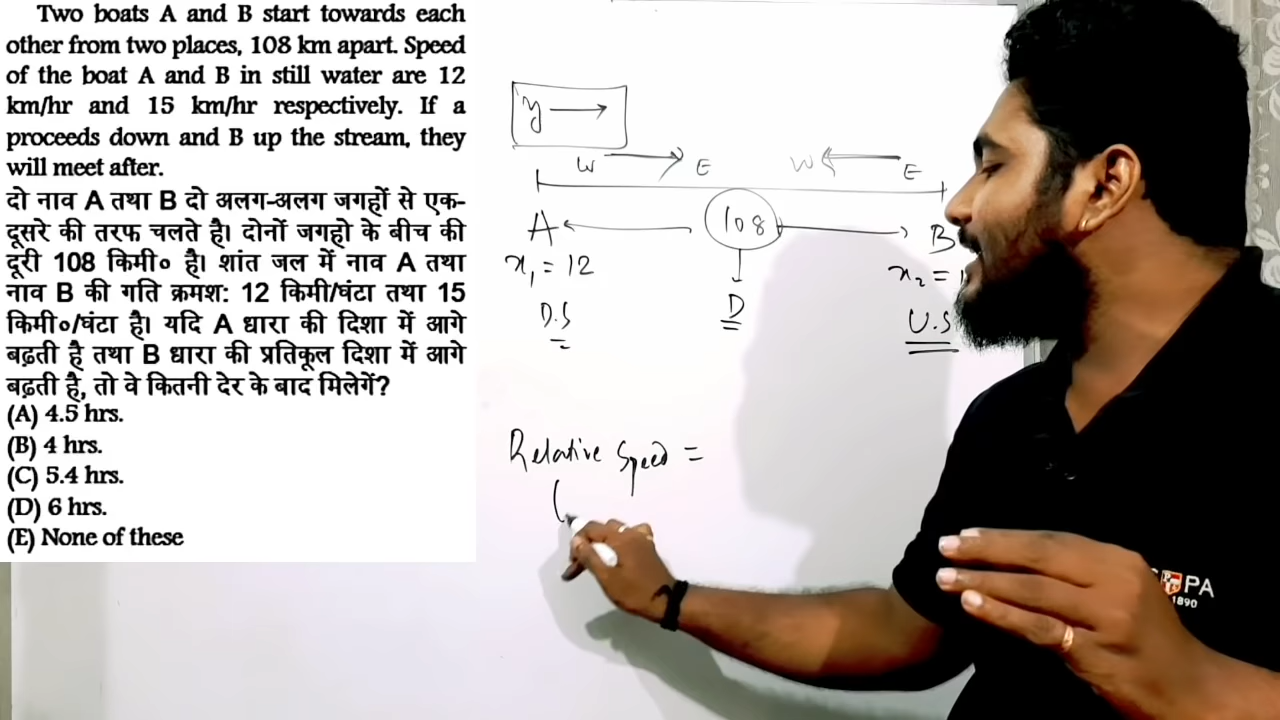 Two boats A and B start towards each
other from two places, 108 km apart. Speed
of the boat A and B in still water are 12
km/hr and 15 km/hr respectively. If a
proceeds down and B up the stream, they
will meet after.
दो नाव A तथा B दो अलग-अलग जगहों से एक-
दूसरे की तरफ चलते है। दोनों जगहो के बीच की
दूरी 108 किमी० है। शांत जल में नाव A तथा
नाव B की गति क्रमश: 12 किमी/घंटा तथा 15
किमी०/घंटा है। यदि A धारा की दिशा में आगे
बढ़ती है तथा B धारा की प्रतिकूल दिशा में आगे
बढ़ती है, तो वे कितनी देर के बाद मिलेगें?
(A) 4.5 hrs.
(B) 4 hrs.
(C) 5.4 hrs.
(D) 6 hrs.
(E) None of these
y →
W → E W ← E
A ← 108 → B
x₁ = 12 x₂ = 1
D.S D U.S
Relative Speed =
(
PA
1890